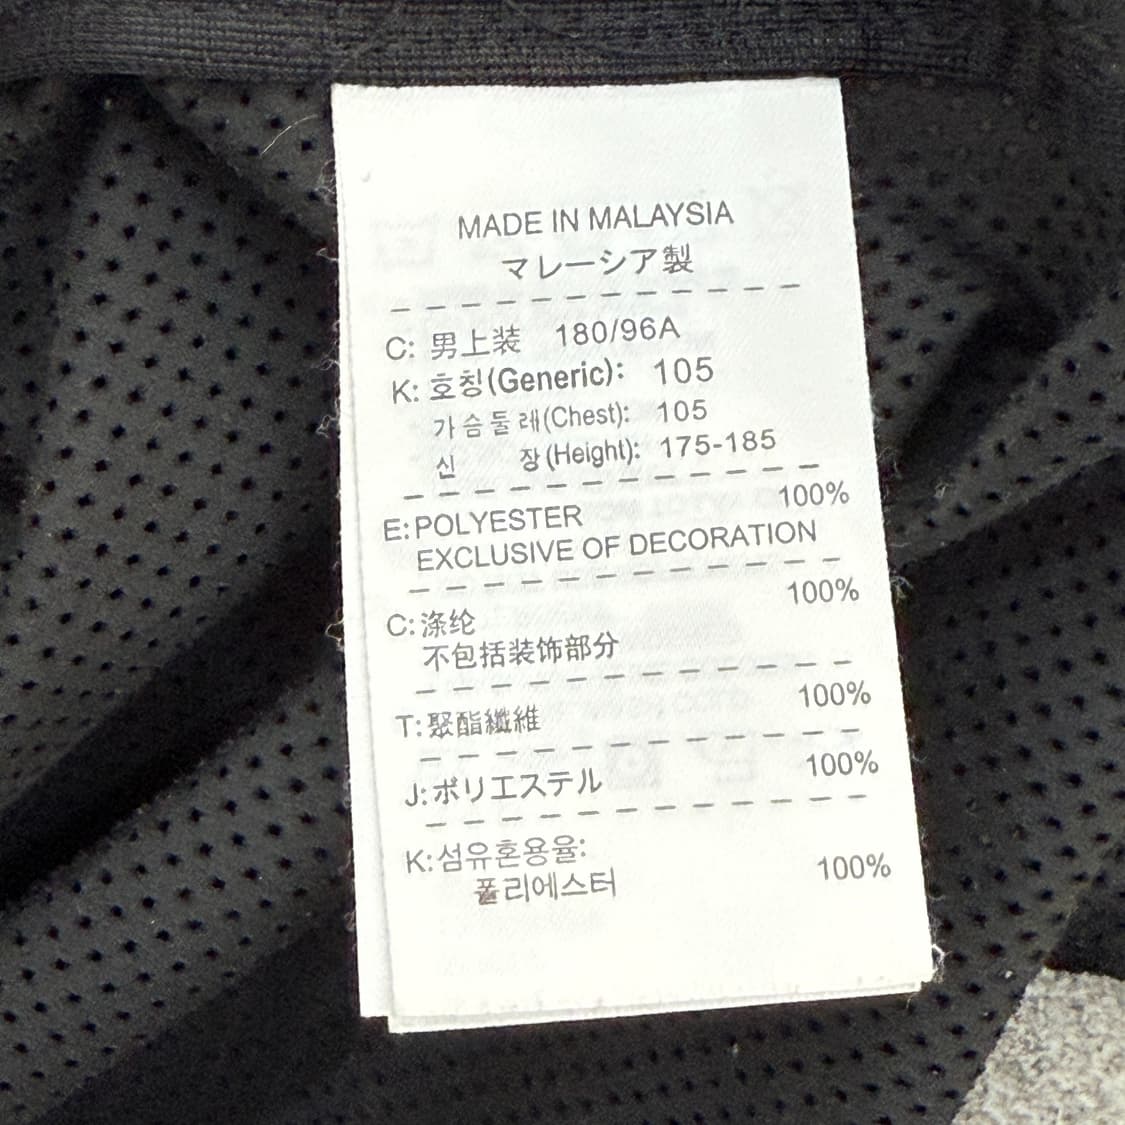 MADE IN MALAYSIA
マレーシア製
C: 男上装 180/96A
K: 호칭(Generic): 105
가슴둘레(Chest): 105
신 장(Height): 175-185
E: POLYESTER 100%
EXCLUSIVE OF DECORATION
C: 涤纶 100%
不包括装饰部分
T: 聚酯纖維 100%
J: ポリエステル 100%
K: 섬유혼용율:
폴리에스터 100%